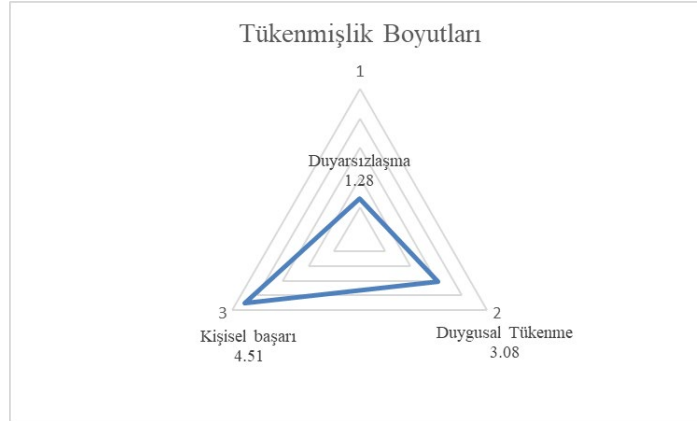 Tükenmişlik Boyutları
1
Duyarsızlaşma
1.28
3
2
Kişisel başarı
4.51
Duygusal Tükenme
3.08